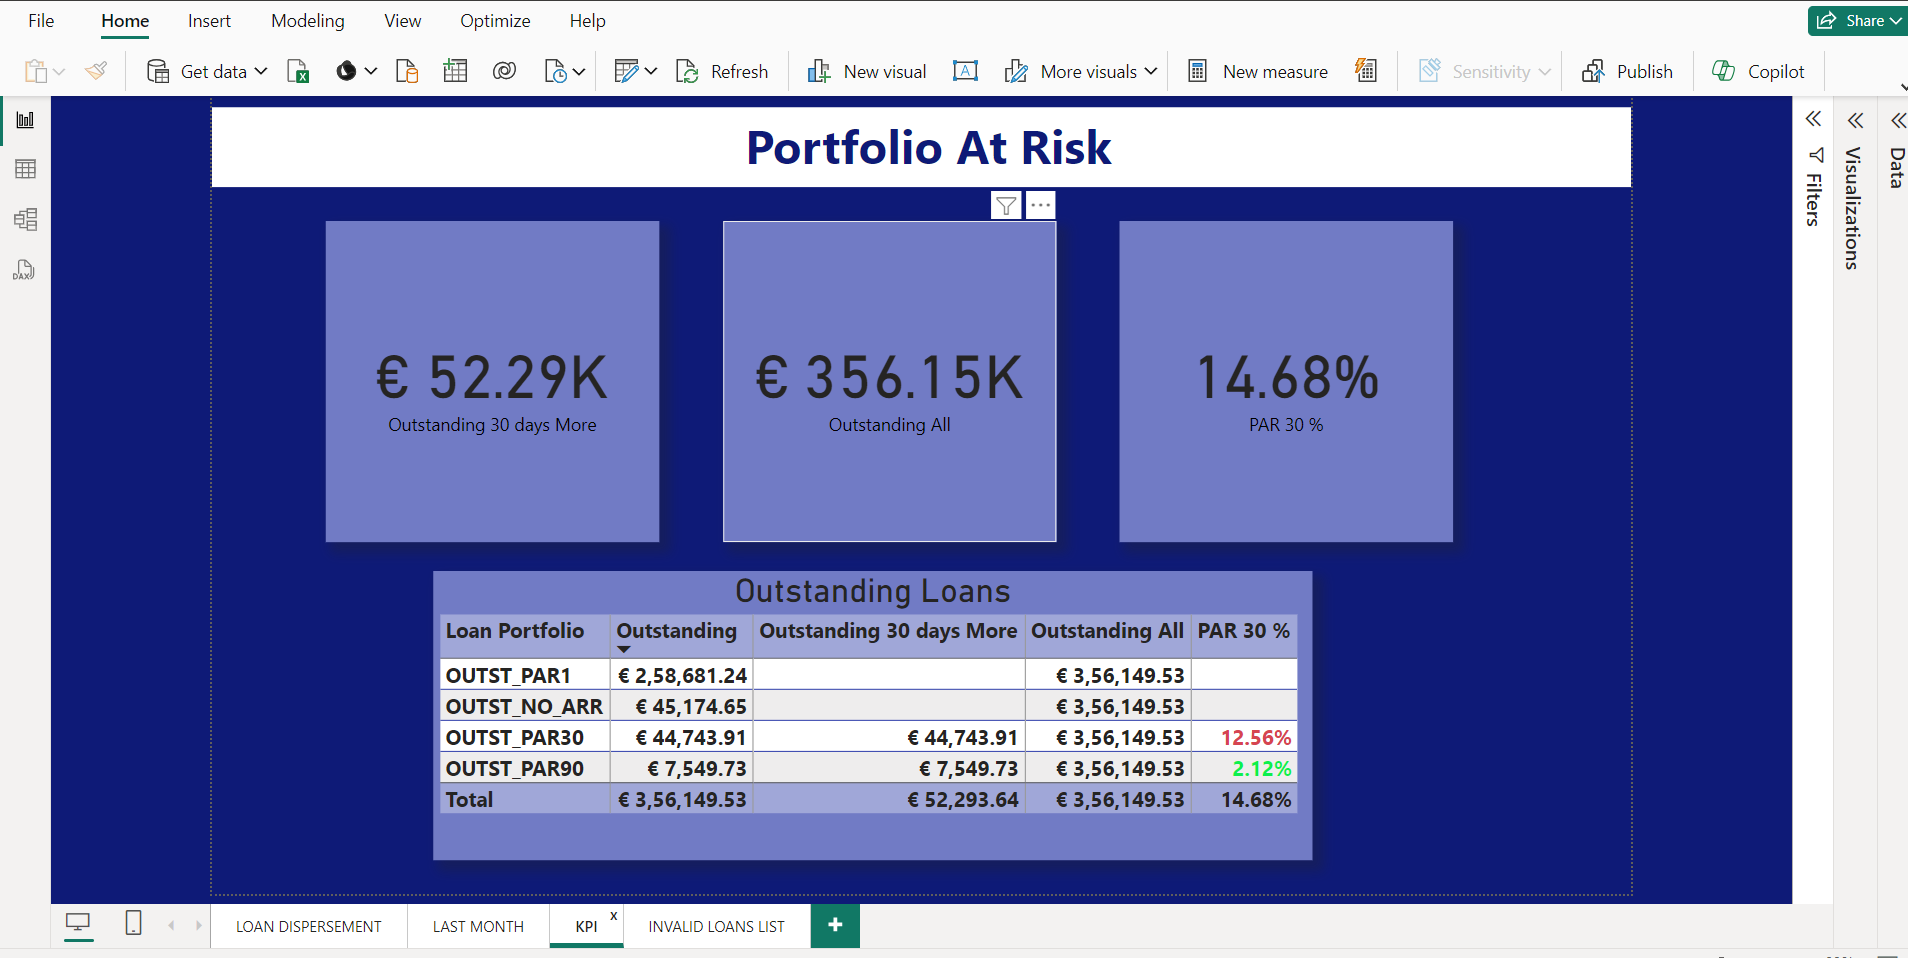 File Home Insert Modeling View Optimize Help Share
Get data Refresh New visual A More visuals New measure Sensitivity Publish Copilot
Portfolio At Risk
Filters
Visualizations
Data
DAX
€ 52.29K
Outstanding 30 days More
€ 356.15K
Outstanding All
14.68%
PAR 30 %
Outstanding Loans
Loan Portfolio Outstanding Outstanding 30 days More Outstanding All PAR 30 %
OUTST_PAR1 € 2,58,681.24 € 3,56,149.53
OUTST_NO_ARR € 45,174.65 € 3,56,149.53
OUTST_PAR30 € 44,743.91 € 44,743.91 € 3,56,149.53 12.56%
OUTST_PAR90 € 7,549.73 € 7,549.73 € 3,56,149.53 2.12%
Total € 3,56,149.53 € 52,293.64 € 3,56,149.53 14.68%
LOAN DISPERSEMENT LAST MONTH KPI x INVALID LOANS LIST +